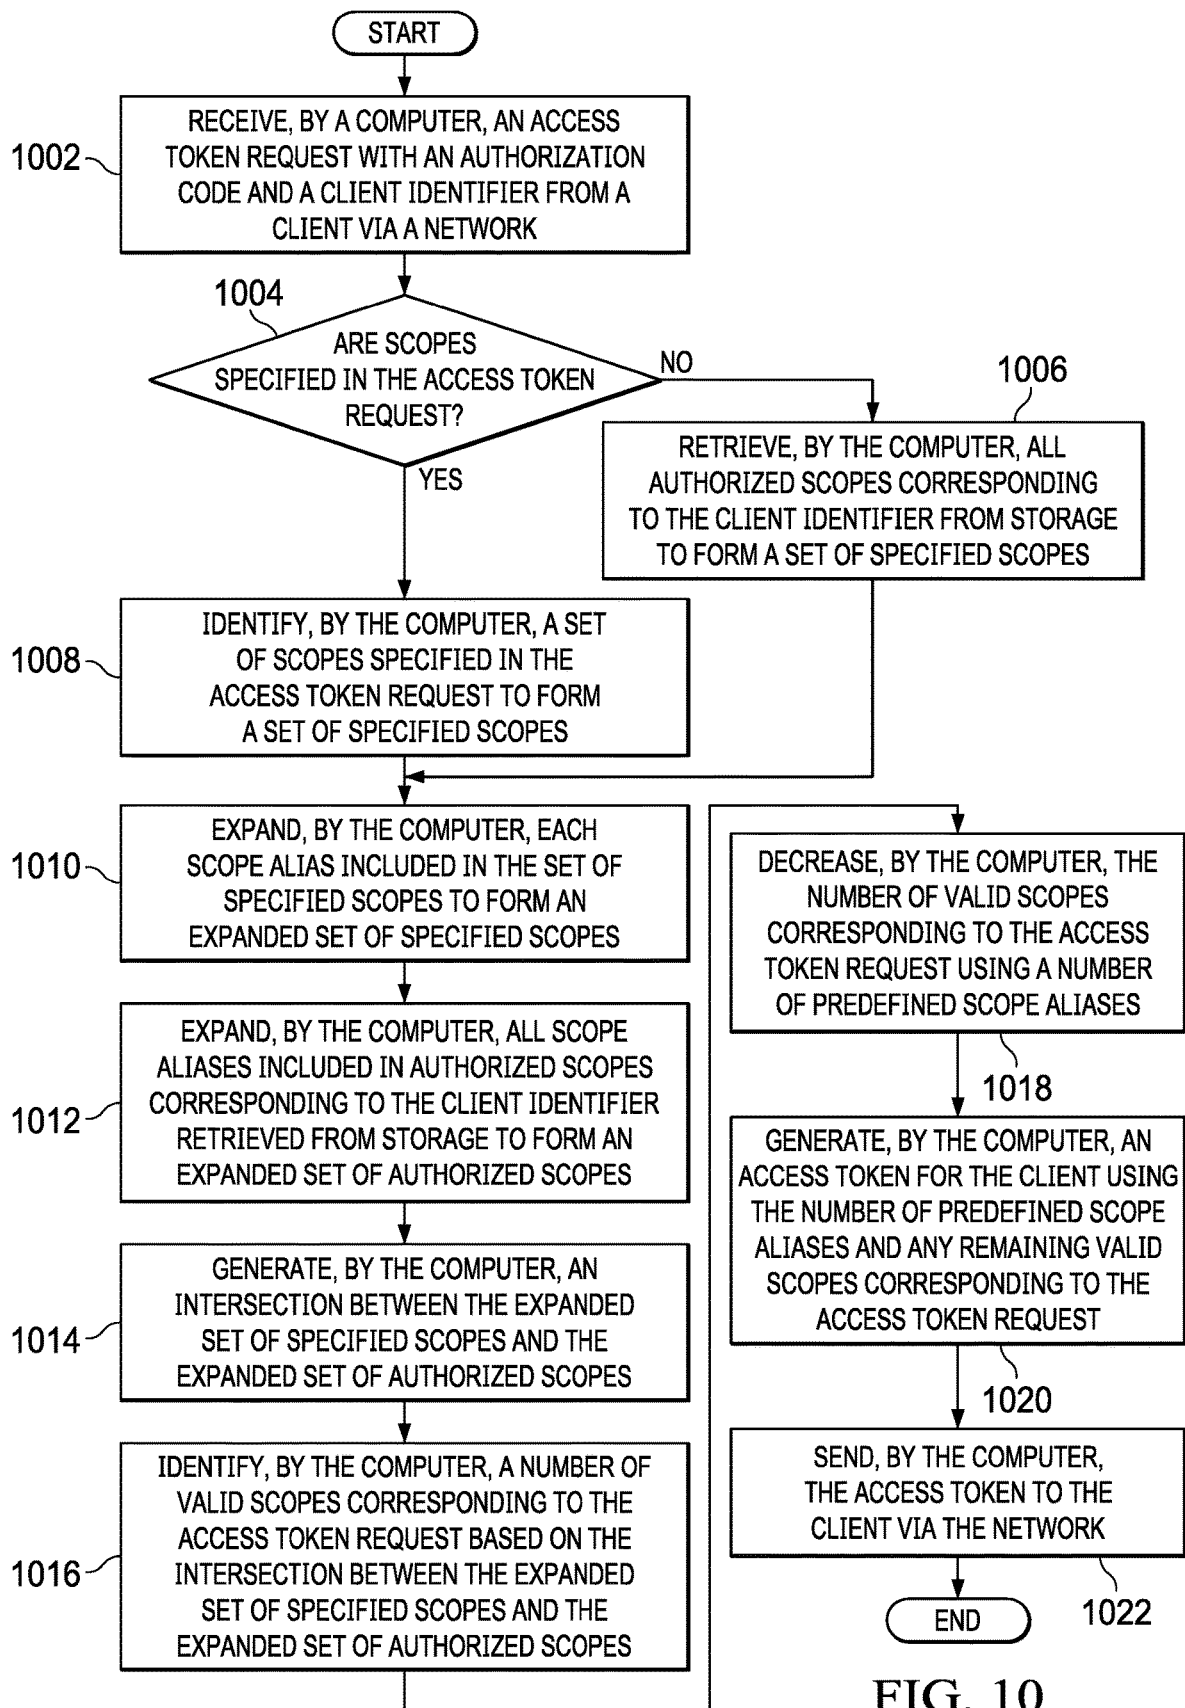 START
RECEIVE, BY A COMPUTER, AN ACCESS
TOKEN REQUEST WITH AN AUTHORIZATION
CODE AND A CLIENT IDENTIFIER FROM A
CLIENT VIA A NETWORK
1002
1004
ARE SCOPES
SPECIFIED IN THE ACCESS TOKEN
REQUEST?
NO
YES
1006
RETRIEVE, BY THE COMPUTER, ALL
AUTHORIZED SCOPES CORRESPONDING
TO THE CLIENT IDENTIFIER FROM STORAGE
TO FORM A SET OF SPECIFIED SCOPES
1008
IDENTIFY, BY THE COMPUTER, A SET
OF SCOPES SPECIFIED IN THE
ACCESS TOKEN REQUEST TO FORM
A SET OF SPECIFIED SCOPES
1010
EXPAND, BY THE COMPUTER, EACH
SCOPE ALIAS INCLUDED IN THE SET OF
SPECIFIED SCOPES TO FORM AN
EXPANDED SET OF SPECIFIED SCOPES
1012
EXPAND, BY THE COMPUTER, ALL SCOPE
ALIASES INCLUDED IN AUTHORIZED SCOPES
CORRESPONDING TO THE CLIENT IDENTIFIER
RETRIEVED FROM STORAGE TO FORM AN
EXPANDED SET OF AUTHORIZED SCOPES
1014
GENERATE, BY THE COMPUTER, AN
INTERSECTION BETWEEN THE EXPANDED
SET OF SPECIFIED SCOPES AND THE
EXPANDED SET OF AUTHORIZED SCOPES
1016
IDENTIFY, BY THE COMPUTER, A NUMBER OF
VALID SCOPES CORRESPONDING TO THE
ACCESS TOKEN REQUEST BASED ON THE
INTERSECTION BETWEEN THE EXPANDED
SET OF SPECIFIED SCOPES AND THE
EXPANDED SET OF AUTHORIZED SCOPES
DECREASE, BY THE COMPUTER, THE
NUMBER OF VALID SCOPES
CORRESPONDING TO THE ACCESS
TOKEN REQUEST USING A NUMBER
OF PREDEFINED SCOPE ALIASES
1018
GENERATE, BY THE COMPUTER, AN
ACCESS TOKEN FOR THE CLIENT USING
THE NUMBER OF PREDEFINED SCOPE
ALIASES AND ANY REMAINING VALID
SCOPES CORRESPONDING TO THE
ACCESS TOKEN REQUEST
1020
SEND, BY THE COMPUTER,
THE ACCESS TOKEN TO THE
CLIENT VIA THE NETWORK
1022
END
FIG. 10